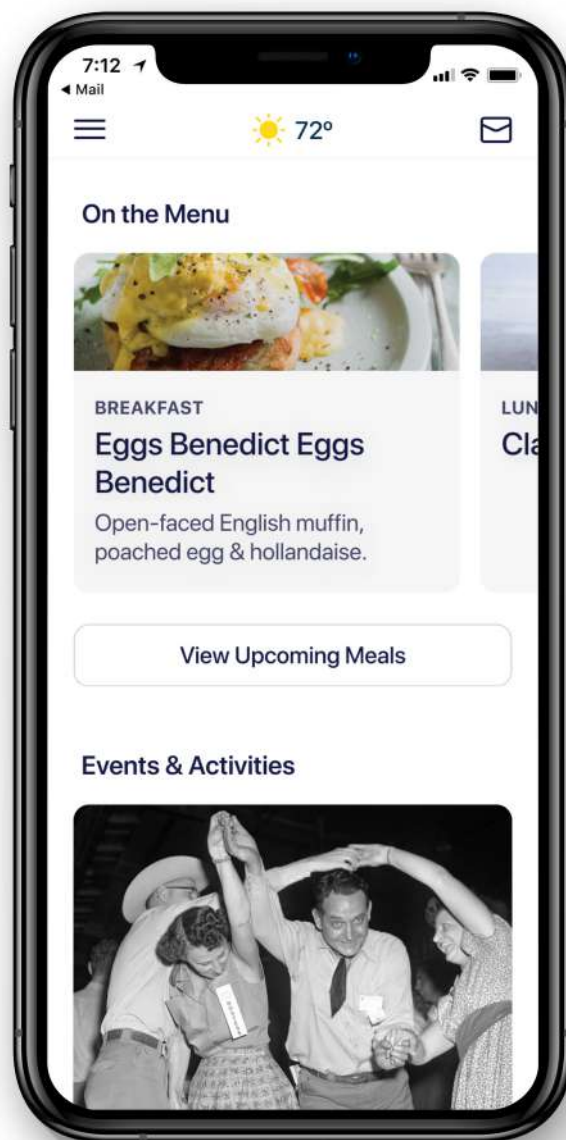 7:12
◀ Mail
72°
On the Menu
BREAKFAST
Eggs Benedict Eggs
Benedict
Open-faced English muffin,
poached egg & hollandaise.
LUN
Cla
View Upcoming Meals
Events & Activities